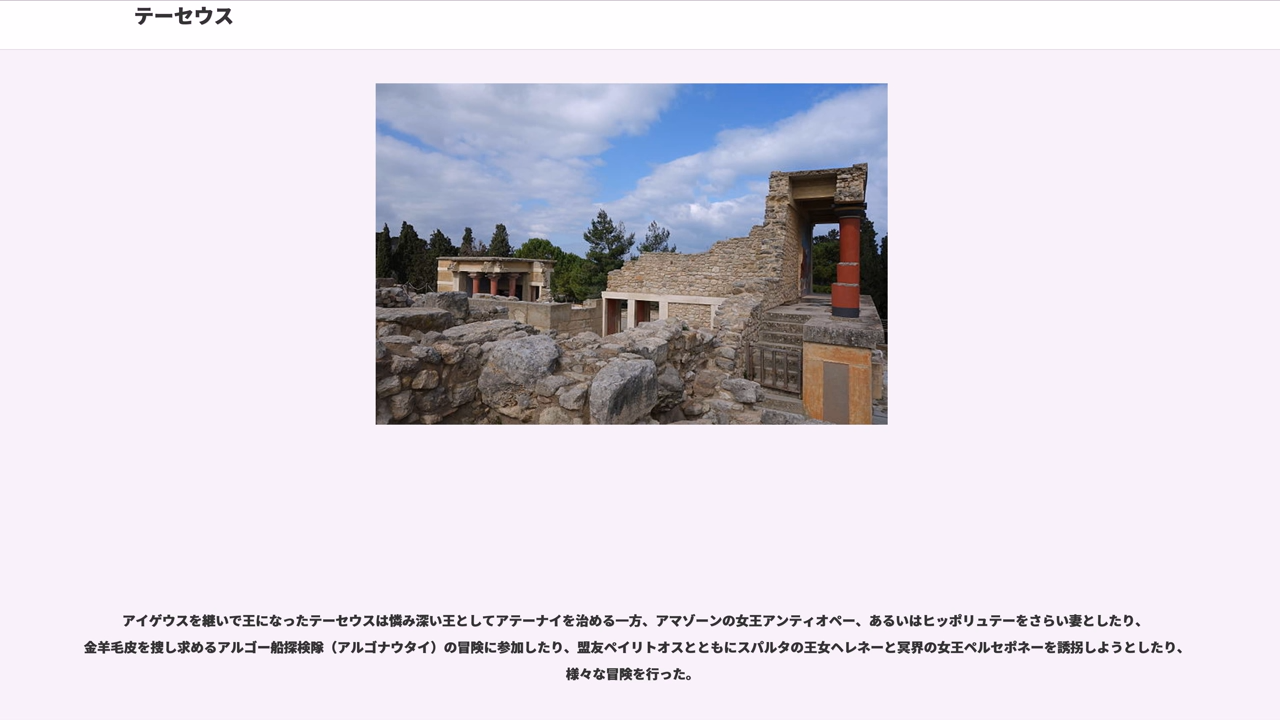 テーセウス
アイゲウスを継いで王になったテーセウスは憐み深い王としてアテーナイを治める一方、アマゾーンの女王アンティオペー、あるいはヒッポリュテーをさらい妻としたり、
金羊毛皮を捜し求めるアルゴー船探検隊（アルゴナウタイ）の冒険に参加したり、盟友ペイリトオスとともにスパルタの王女ヘレネーと冥界の女王ペルセポネーを誘拐しようとしたり、
様々な冒険を行った。